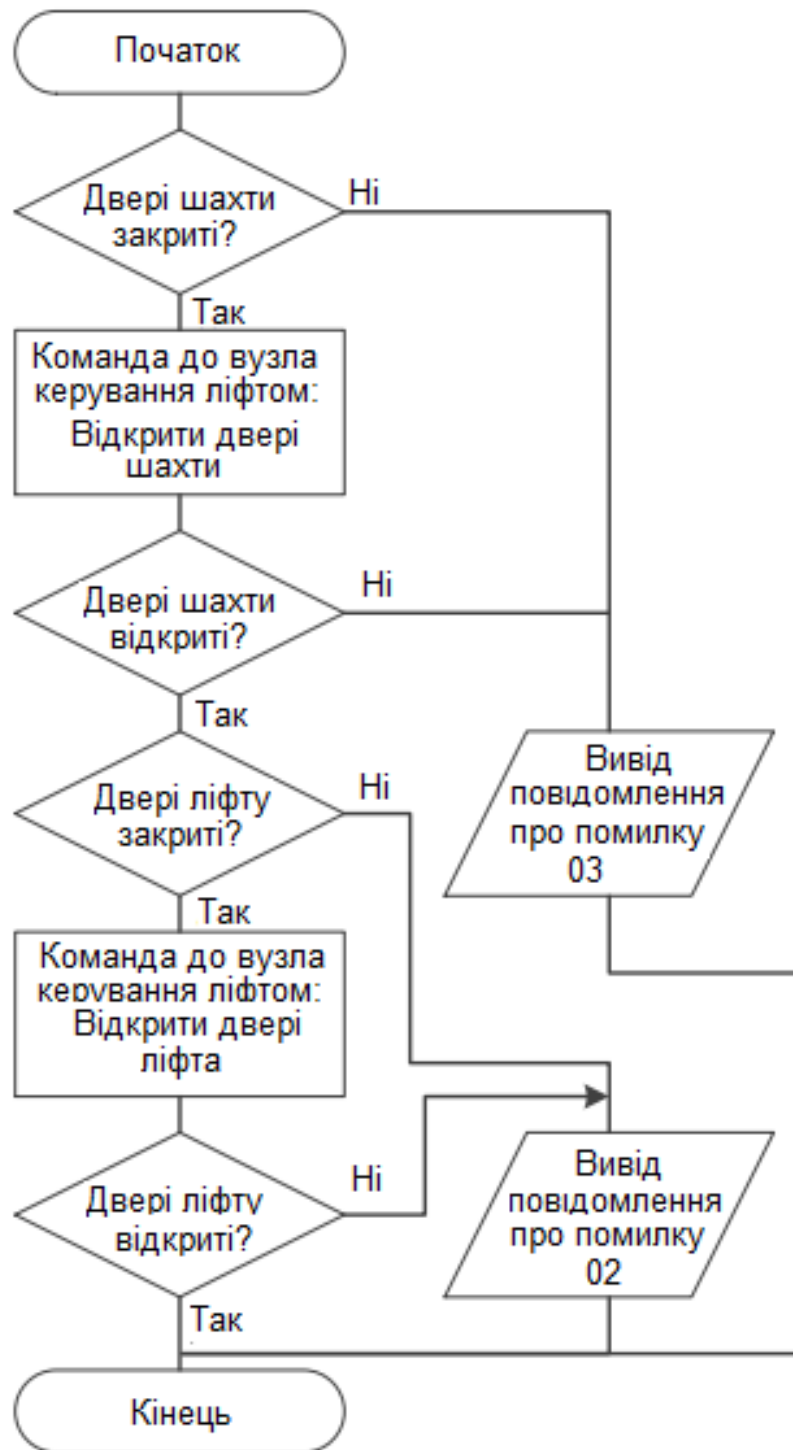 Початок
Двері шахти
закриті?
Ні
Так
Команда до вузла
керування ліфтом:
Відкрити двері
шахти
Двері шахти
відкриті?
Ні
Так
Двері ліфту
закриті?
Ні
Вивід
повідомлення
про помилку
03
Так
Команда до вузла
керування ліфтом:
Відкрити двері
ліфта
Двері ліфту
відкриті?
Ні
Вивід
повідомлення
про помилку
02
Так
Кінець